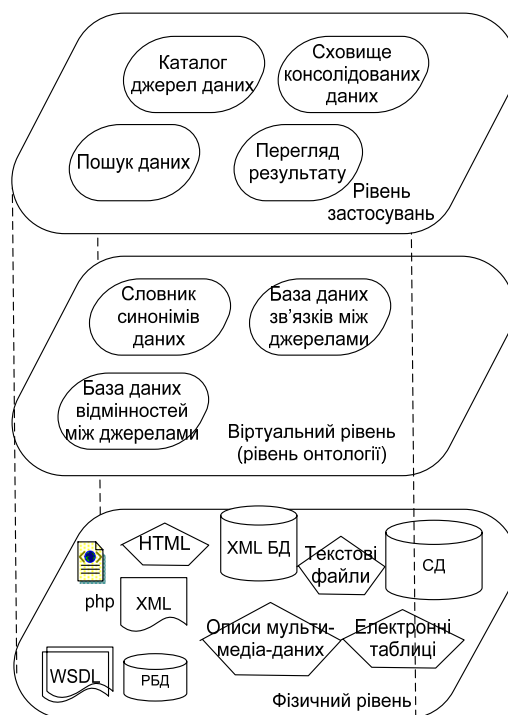 Каталог
джерел даних
Сховище
консолідованих
даних
Пошук даних
Перегляд
результату
Рівень
застосувань
Словник
синонімів
даних
База даних
зв’язків між
джерелами
База даних
відмінностей
між джерелами
Віртуальний рівень
(рівень онтології)
HTML
XML БД
Текстові
файли
СД
php
XML
Описи мульти-
медіа-даних
Електронні
таблиці
WSDL
РБД
Фізичний рівень